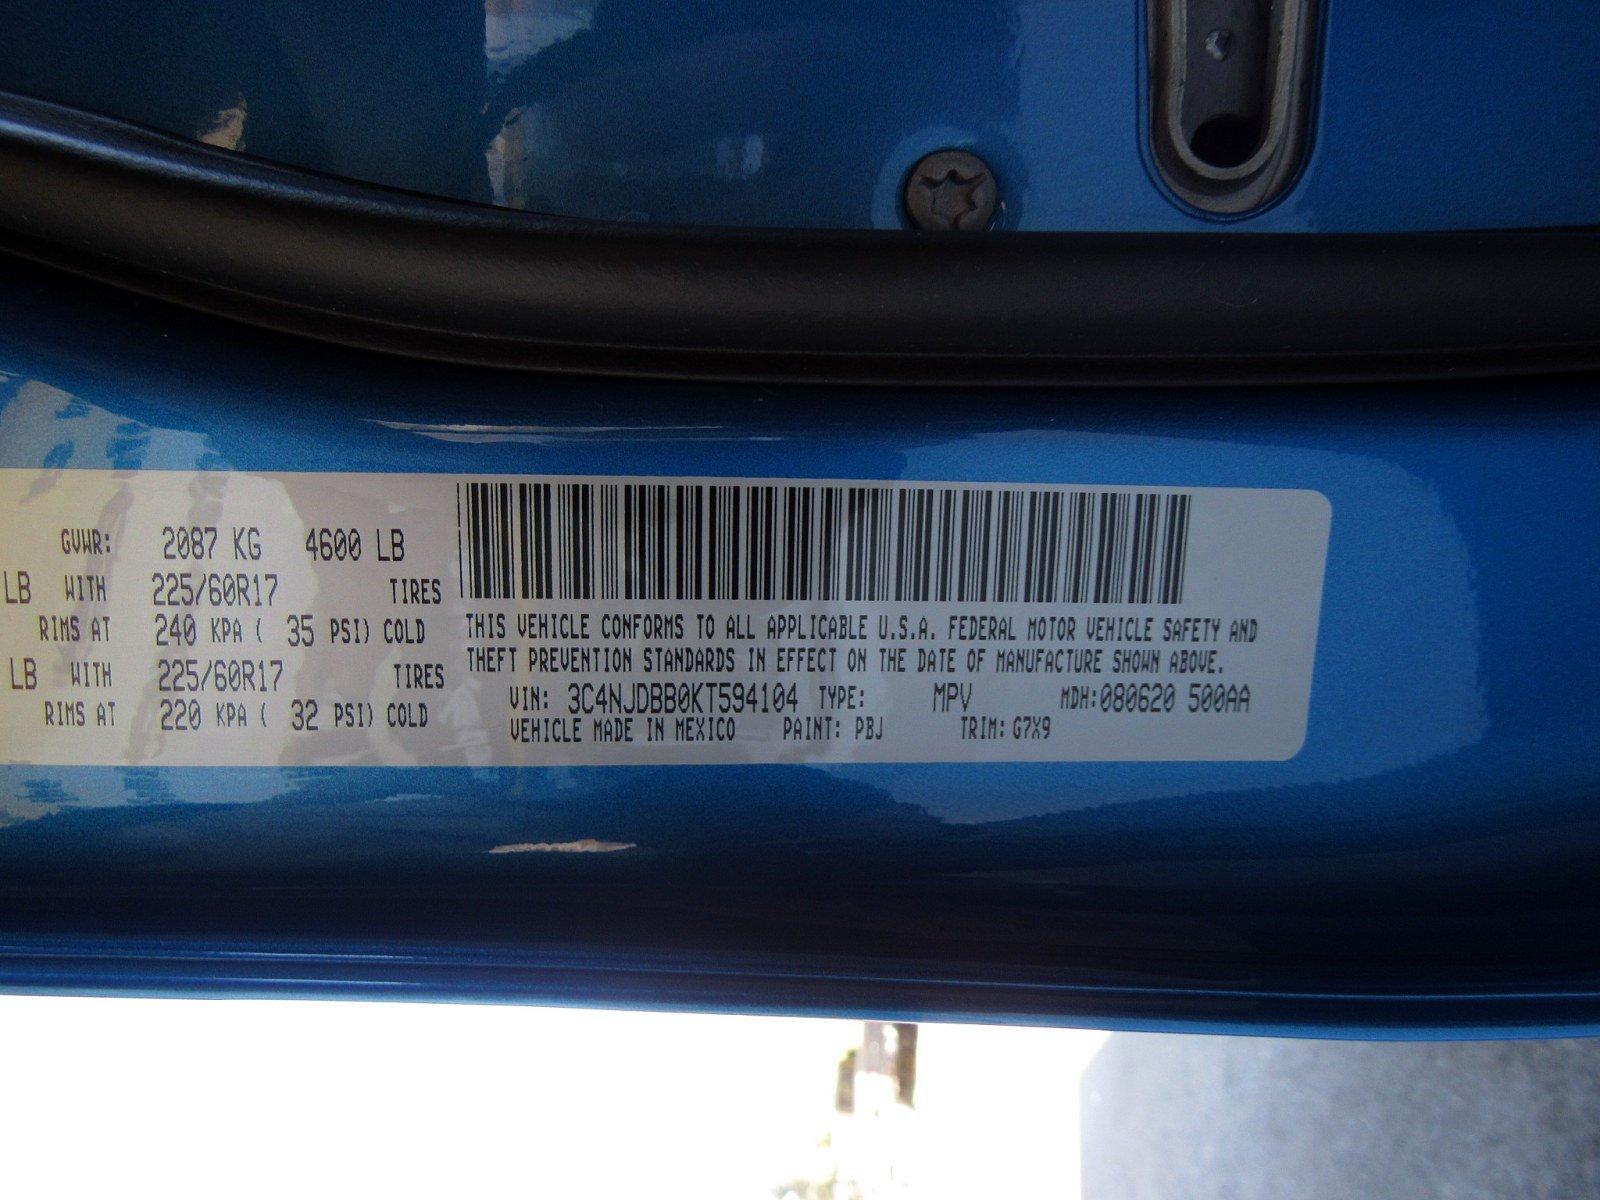 GVWR: 2087 KG 4600 LB
LB WITH 225/60R17 TIRES
RIMS AT 240 KPA ( 35 PSI) COLD
LB WITH 225/60R17 TIRES
RIMS AT 220 KPA ( 32 PSI) COLD
THIS VEHICLE CONFORMS TO ALL APPLICABLE U.S.A. FEDERAL MOTOR VEHICLE SAFETY AND
THEFT PREVENTION STANDARDS IN EFFECT ON THE DATE OF MANUFACTURE SHOWN ABOVE.
VIN: 3C4NJDBB0KT594104 TYPE: MPV MDH:080620 500AA
VEHICLE MADE IN MEXICO PAINT: PBJ TRIM: G7X9